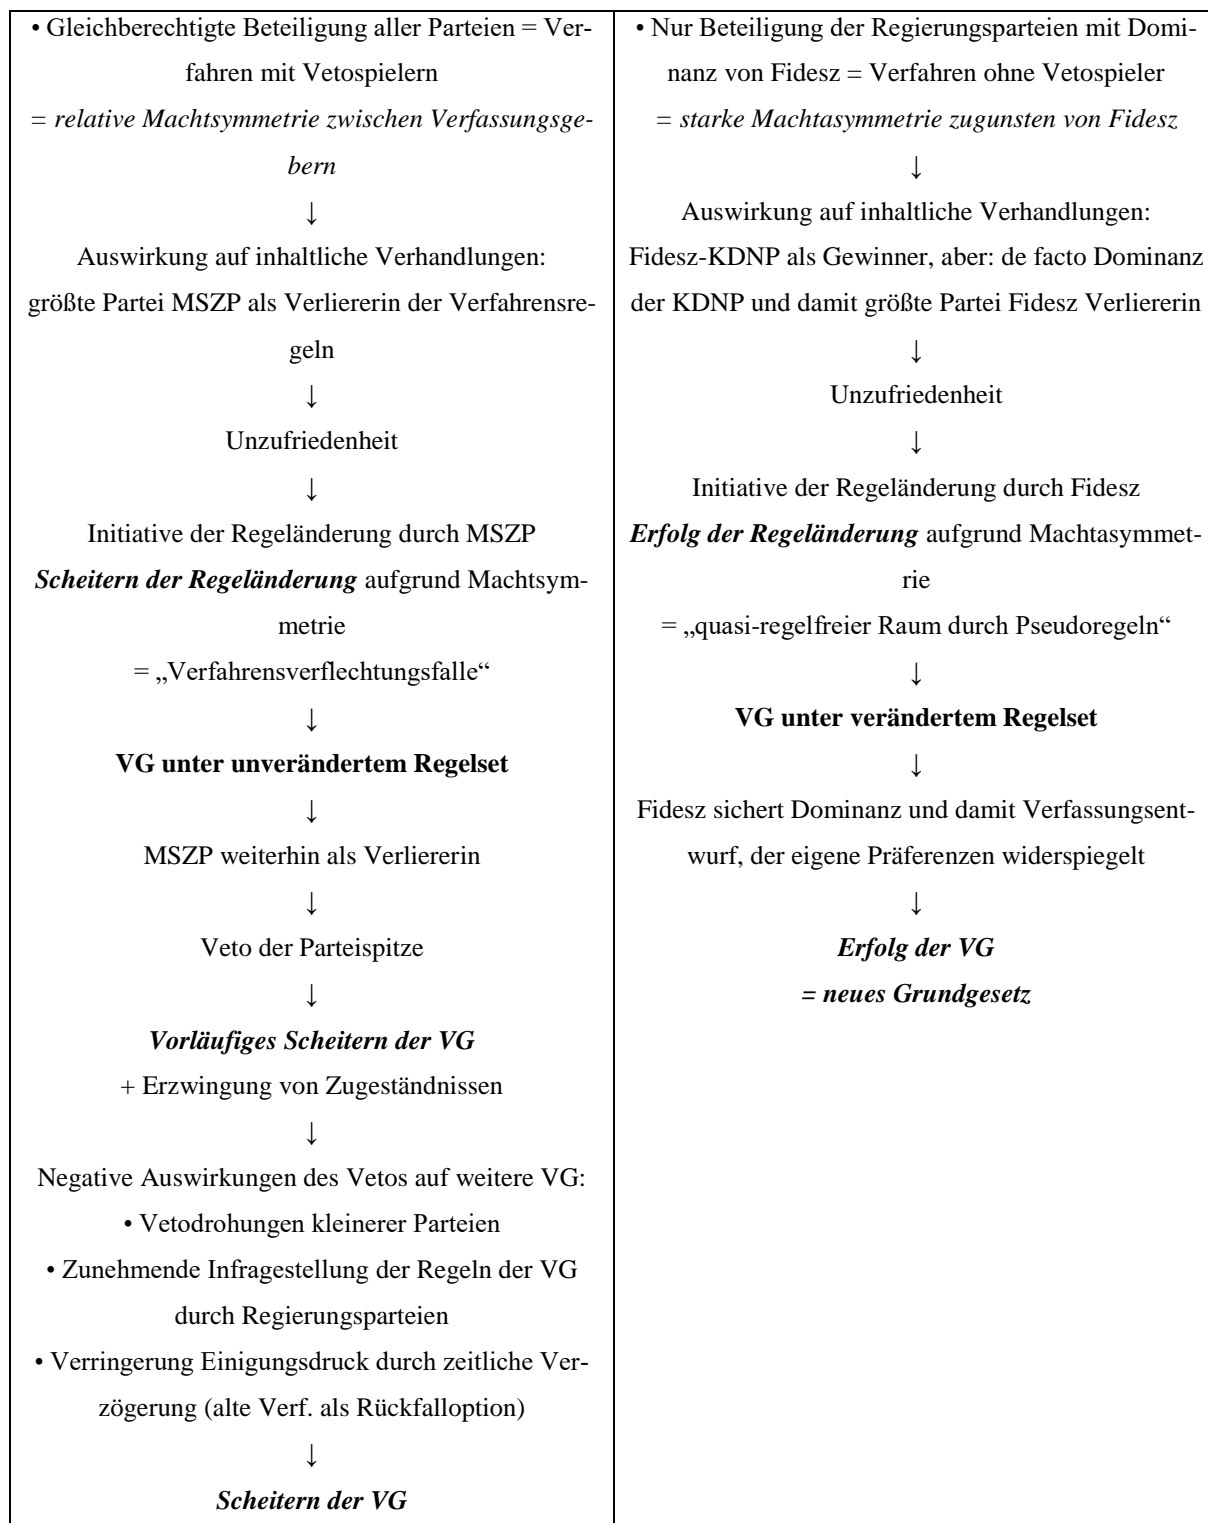 • Gleichberechtigte Beteiligung aller Parteien = Ver-
fahren mit Vetospielern
= relative Machtsymmetrie zwischen Verfassungsge-
bern
↓
Auswirkung auf inhaltliche Verhandlungen:
größte Partei MSZP als Verliererin der Verfahrensre-
geln
↓
Unzufriedenheit
↓
Initiative der Regeländerung durch MSZP
Scheitern der Regeländerung aufgrund Machtsym-
metrie
= „Verfahrensverflechtungsfalle“
↓
VG unter unverändertem Regelset
↓
MSZP weiterhin als Verliererin
↓
Veto der Parteispitze
↓
Vorläufiges Scheitern der VG
+ Erzwingung von Zugeständnissen
↓
Negative Auswirkungen des Vetos auf weitere VG:
• Vetodrohungen kleinerer Parteien
• Zunehmende Infragestellung der Regeln der VG
durch Regierungsparteien
• Verringerung Einigungsdruck durch zeitliche Ver-
zögerung (alte Verf. als Rückfalloption)
↓
Scheitern der VG
• Nur Beteiligung der Regierungsparteien mit Domi-
nanz von Fidesz = Verfahren ohne Vetospieler
= starke Machtasymmetrie zugunsten von Fidesz
↓
Auswirkung auf inhaltliche Verhandlungen:
Fidesz-KDNP als Gewinner, aber: de facto Dominanz
der KDNP und damit größte Partei Fidesz Verliererin
↓
Unzufriedenheit
↓
Initiative der Regeländerung durch Fidesz
Erfolg der Regeländerung aufgrund Machtasymmet-
rie
= „quasi-regelfreier Raum durch Pseudoregeln“
↓
VG unter verändertem Regelset
↓
Fidesz sichert Dominanz und damit Verfassungsent-
wurf, der eigene Präferenzen widerspiegelt
↓
Erfolg der VG
= neues Grundgesetz